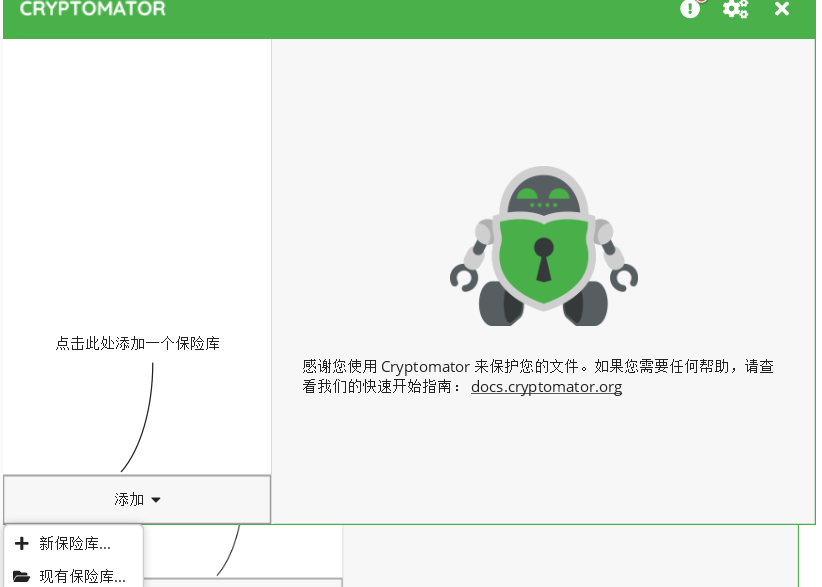 CRYPTOMATOR
点击此处添加一个保险库
感谢您使用 Cryptomator 来保护您的文件。如果您需要任何帮助，请查
看我们的快速开始指南： docs.cryptomator.org
添加
新保险库...
现有保险库...